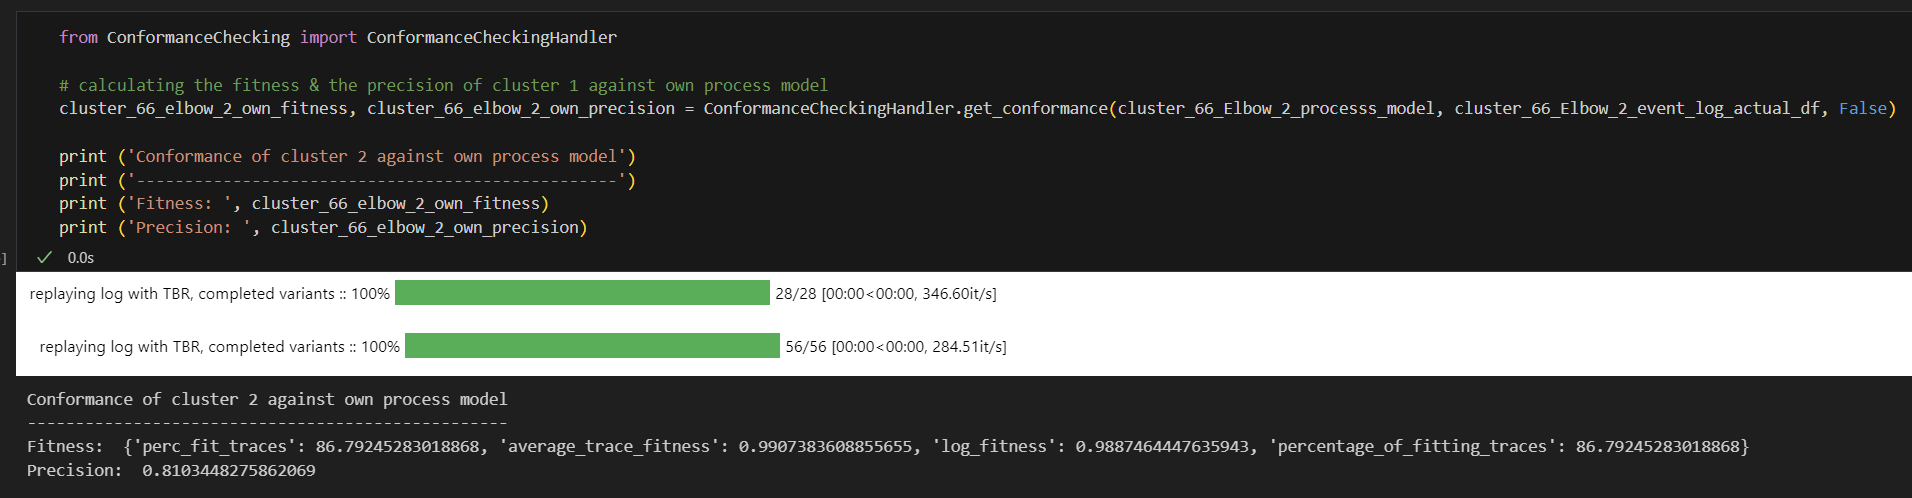 from ConformanceChecking import ConformanceCheckingHandler
# calculating the fitness & the precision of cluster 1 against own process model
cluster_66_elbow_2_own_fitness, cluster_66_elbow_2_own_precision = ConformanceCheckingHandler.get_conformance(cluster_66_Elbow_2_processs_model, cluster_66_Elbow_2_event_log_actual_df, False)
print ('Conformance of cluster 2 against own process model')
print ('--------------------------------------------------')
print ('Fitness: ', cluster_66_elbow_2_own_fitness)
print ('Precision: ', cluster_66_elbow_2_own_precision)
] ✓ 0.0s
replaying log with TBR, completed variants :: 100% 28/28 [00:00<00:00, 346.60it/s]
replaying log with TBR, completed variants :: 100% 56/56 [00:00<00:00, 284.51it/s]
Conformance of cluster 2 against own process model
--------------------------------------------------
Fitness:  {'perc_fit_traces': 86.79245283018868, 'average_trace_fitness': 0.9907383608855655, 'log_fitness': 0.9887464447635943, 'percentage_of_fitting_traces': 86.79245283018868}
Precision:  0.8103448275862069